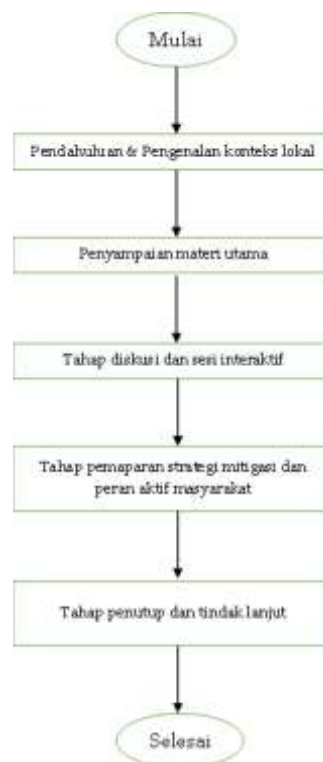 Mulai
Pendahuluan & Pengenalan konteks lokal
Penyampaian materi utama
Tahap diskusi dan sesi interaktif
Tahap pemaparan strategi mitigasi dan
peran aktif masyarakat
Tahap penutup dan tindak lanjut
Selesai